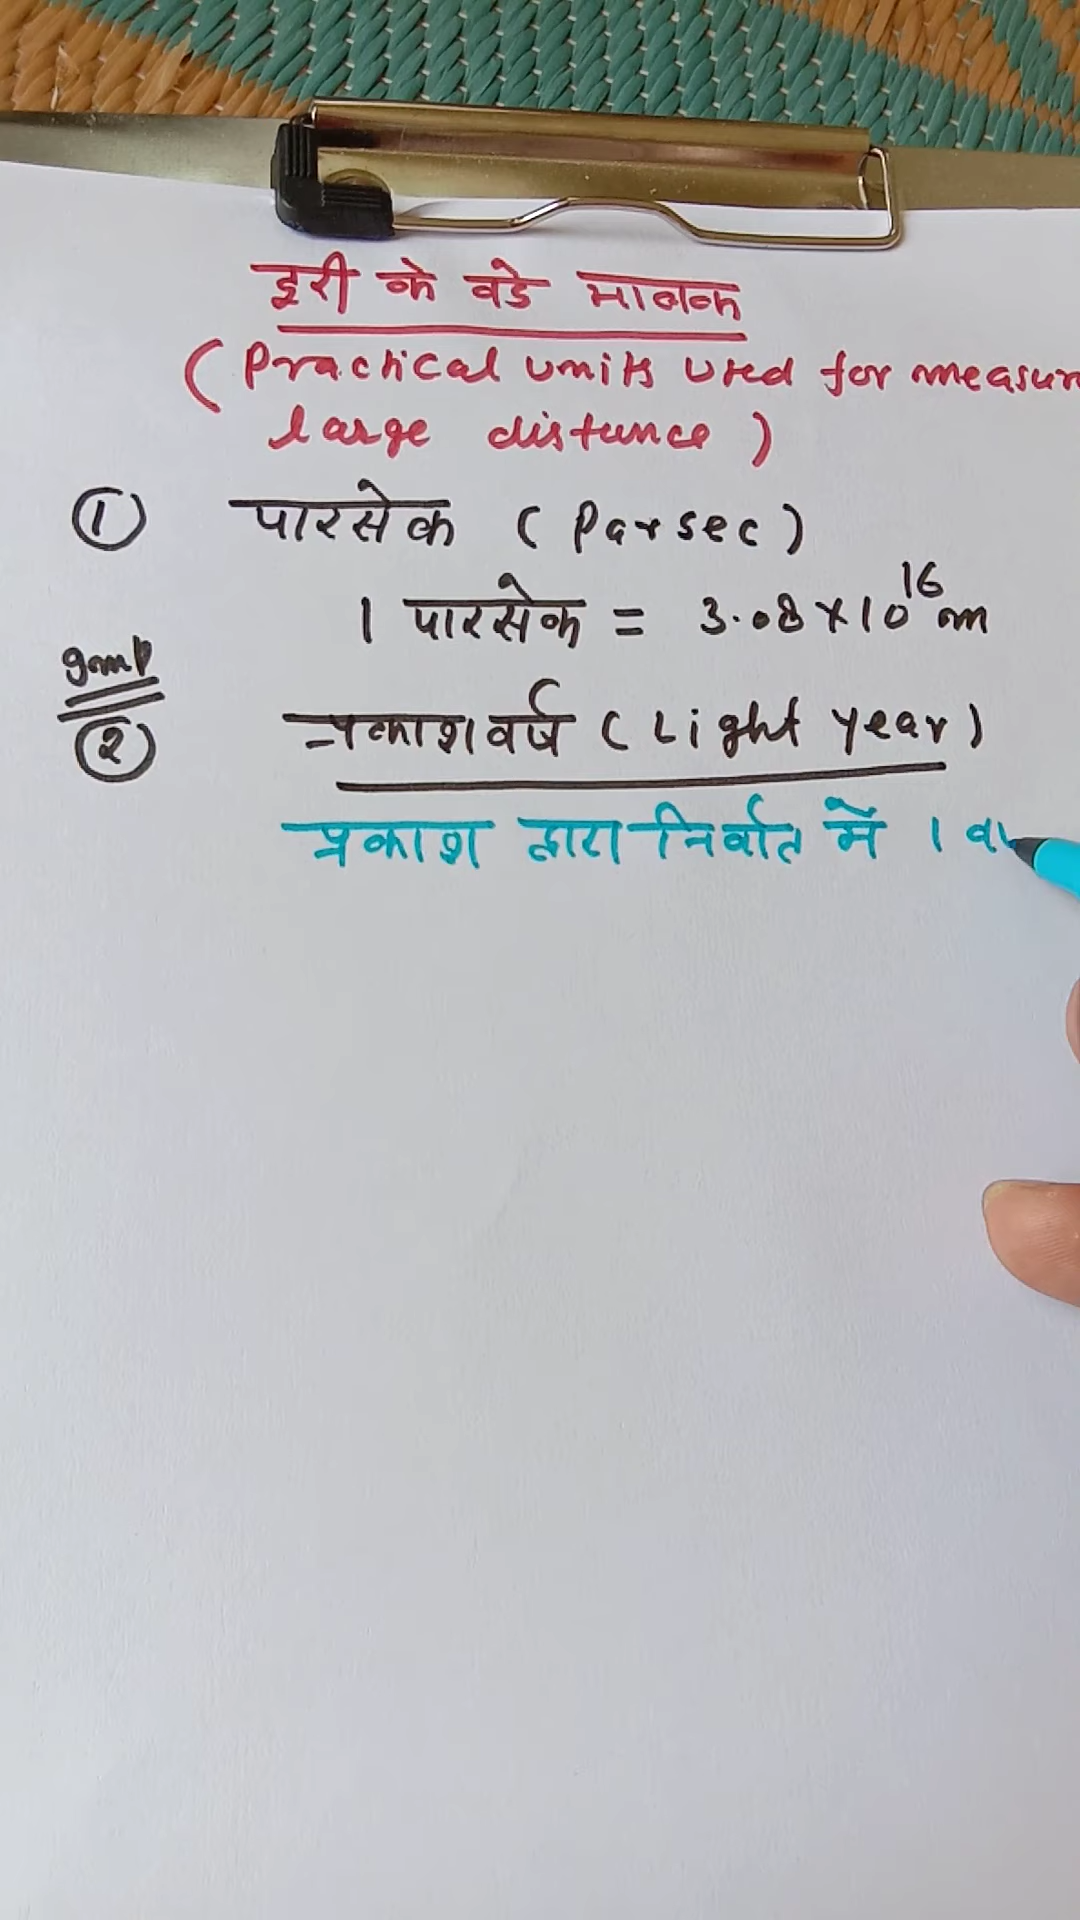 दूरी के बडे मात्रक
(Practical units used for measur
large distance)
① पारसेक (Parsec)
1 पारसेक = 3.08×10¹⁶m
Imp
② प्रकाशवर्ष (Light year)
प्रकाश द्वारा निर्वात में 1